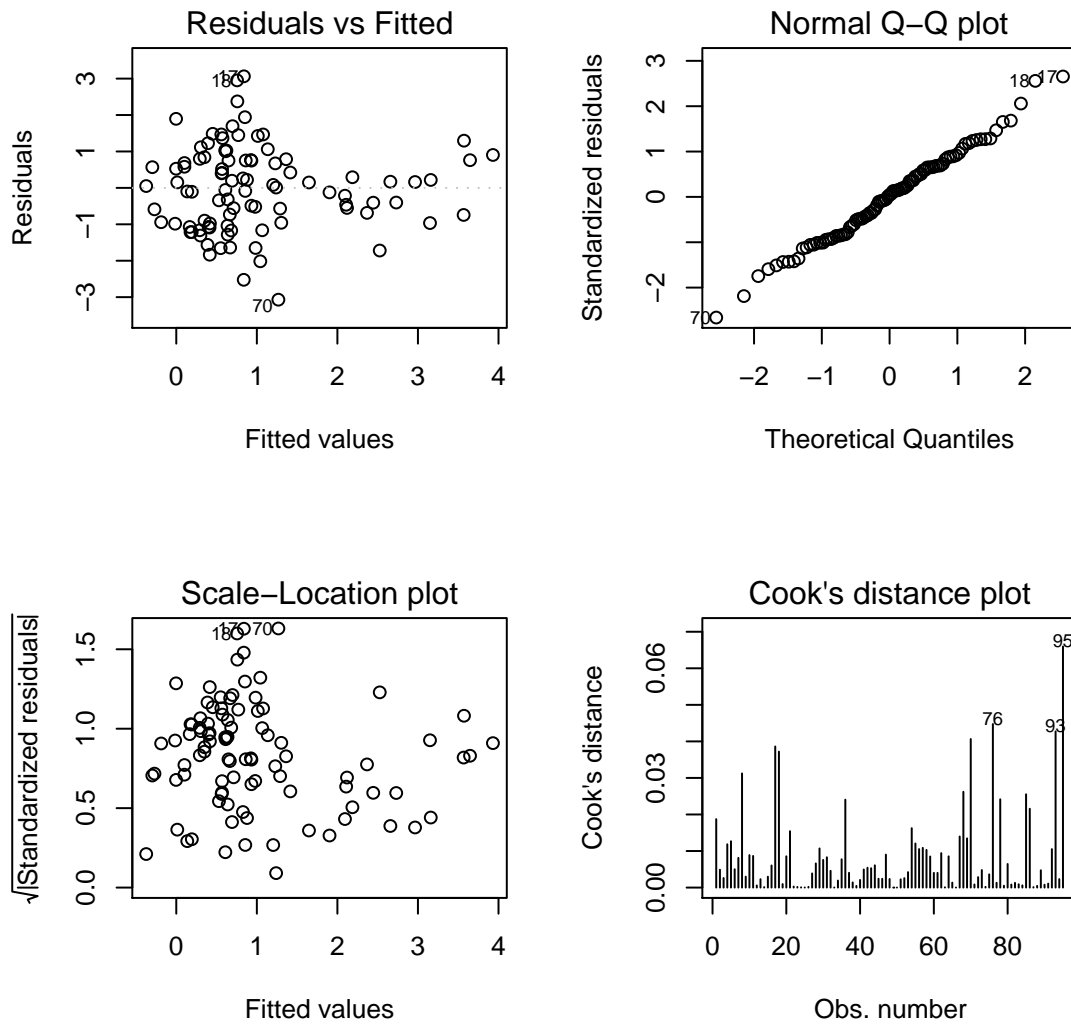 Residuals vs Fitted
Residuals
3
1
−1
−3
18
17
70
0 1 2 3 4
Fitted values
Normal Q−Q plot
Standardized residuals
3
2
1
0
−2
18
17
70
−2 −1 0 1 2
Theoretical Quantiles
Scale−Location plot
√|Standardized residuals|
1.5
1.0
0.5
0.0
18
17
70
0 1 2 3 4
Fitted values
Cook's distance plot
Cook's distance
0.06
0.03
0.00
95
76
93
0 20 40 60 80
Obs. number